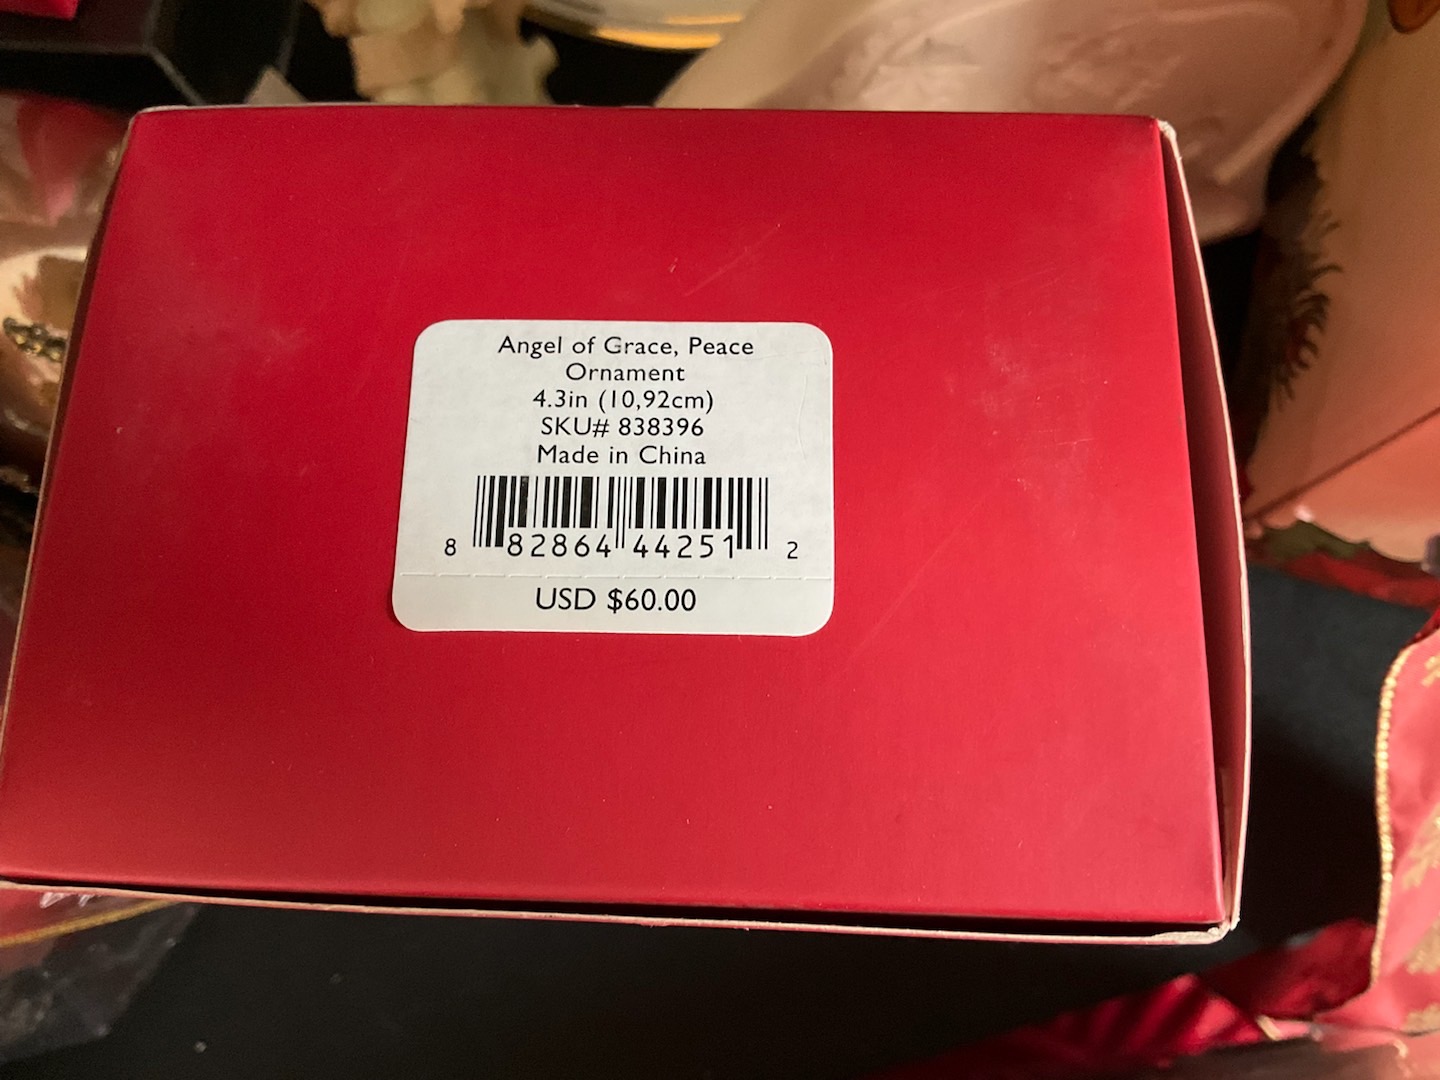 Angel of Grace, Peace
Ornament
4.3in (10,92cm)
SKU# 838396
Made in China
8 82864 44251 2
USD $60.00